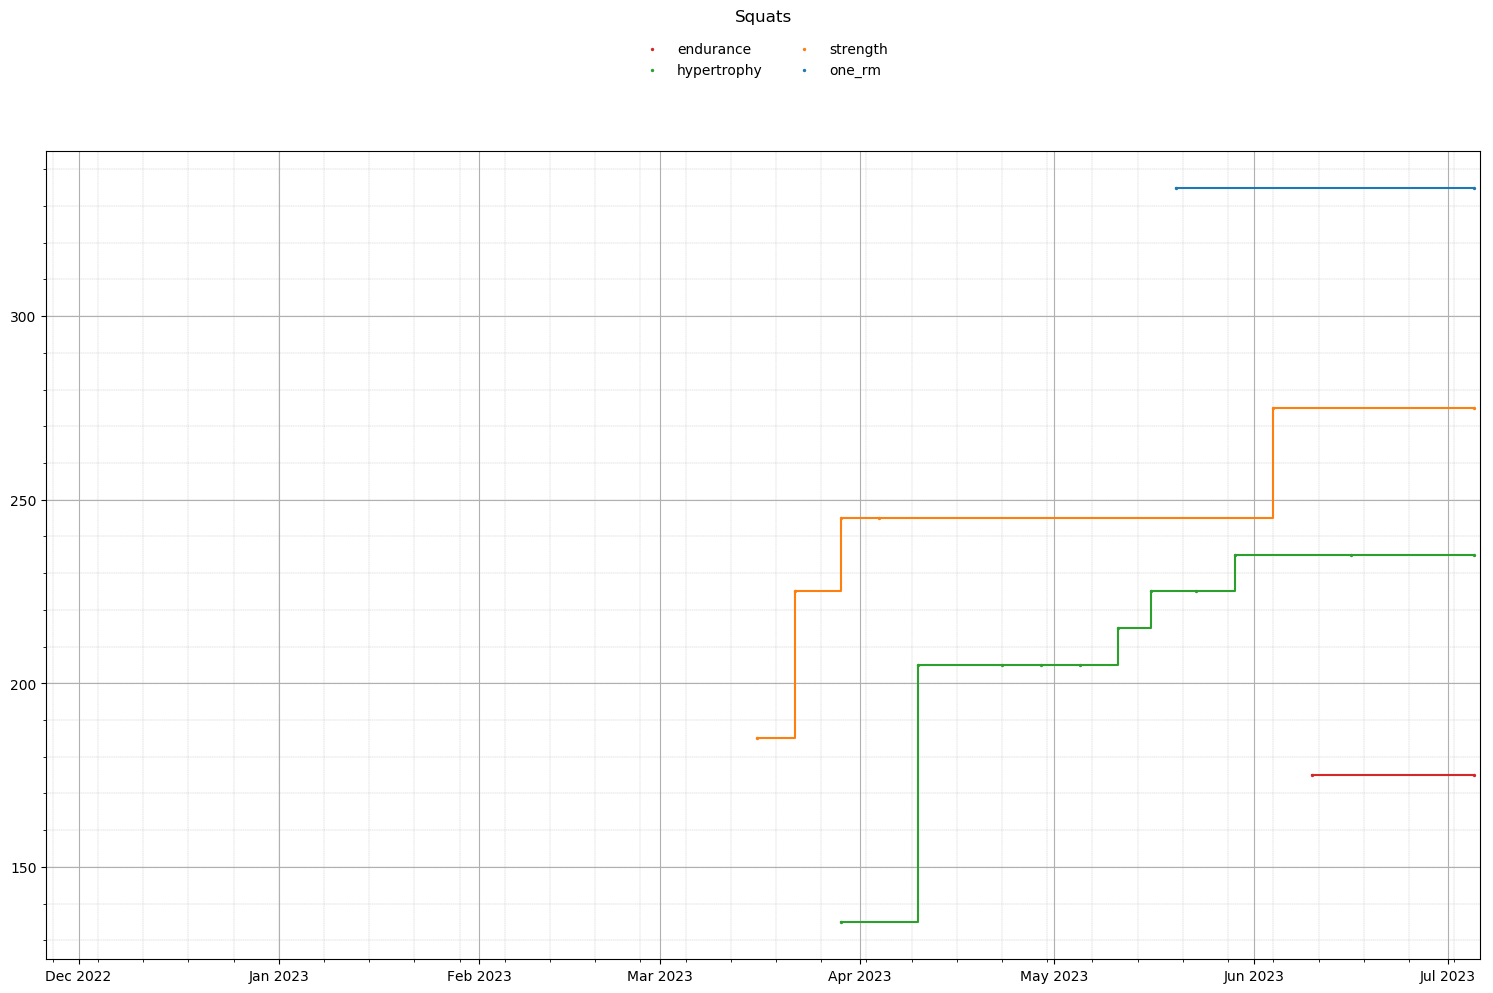 Squats
endurance strength
hypertrophy one_rm
300
250
200
150
Dec 2022 Jan 2023 Feb 2023 Mar 2023 Apr 2023 May 2023 Jun 2023 Jul 2023